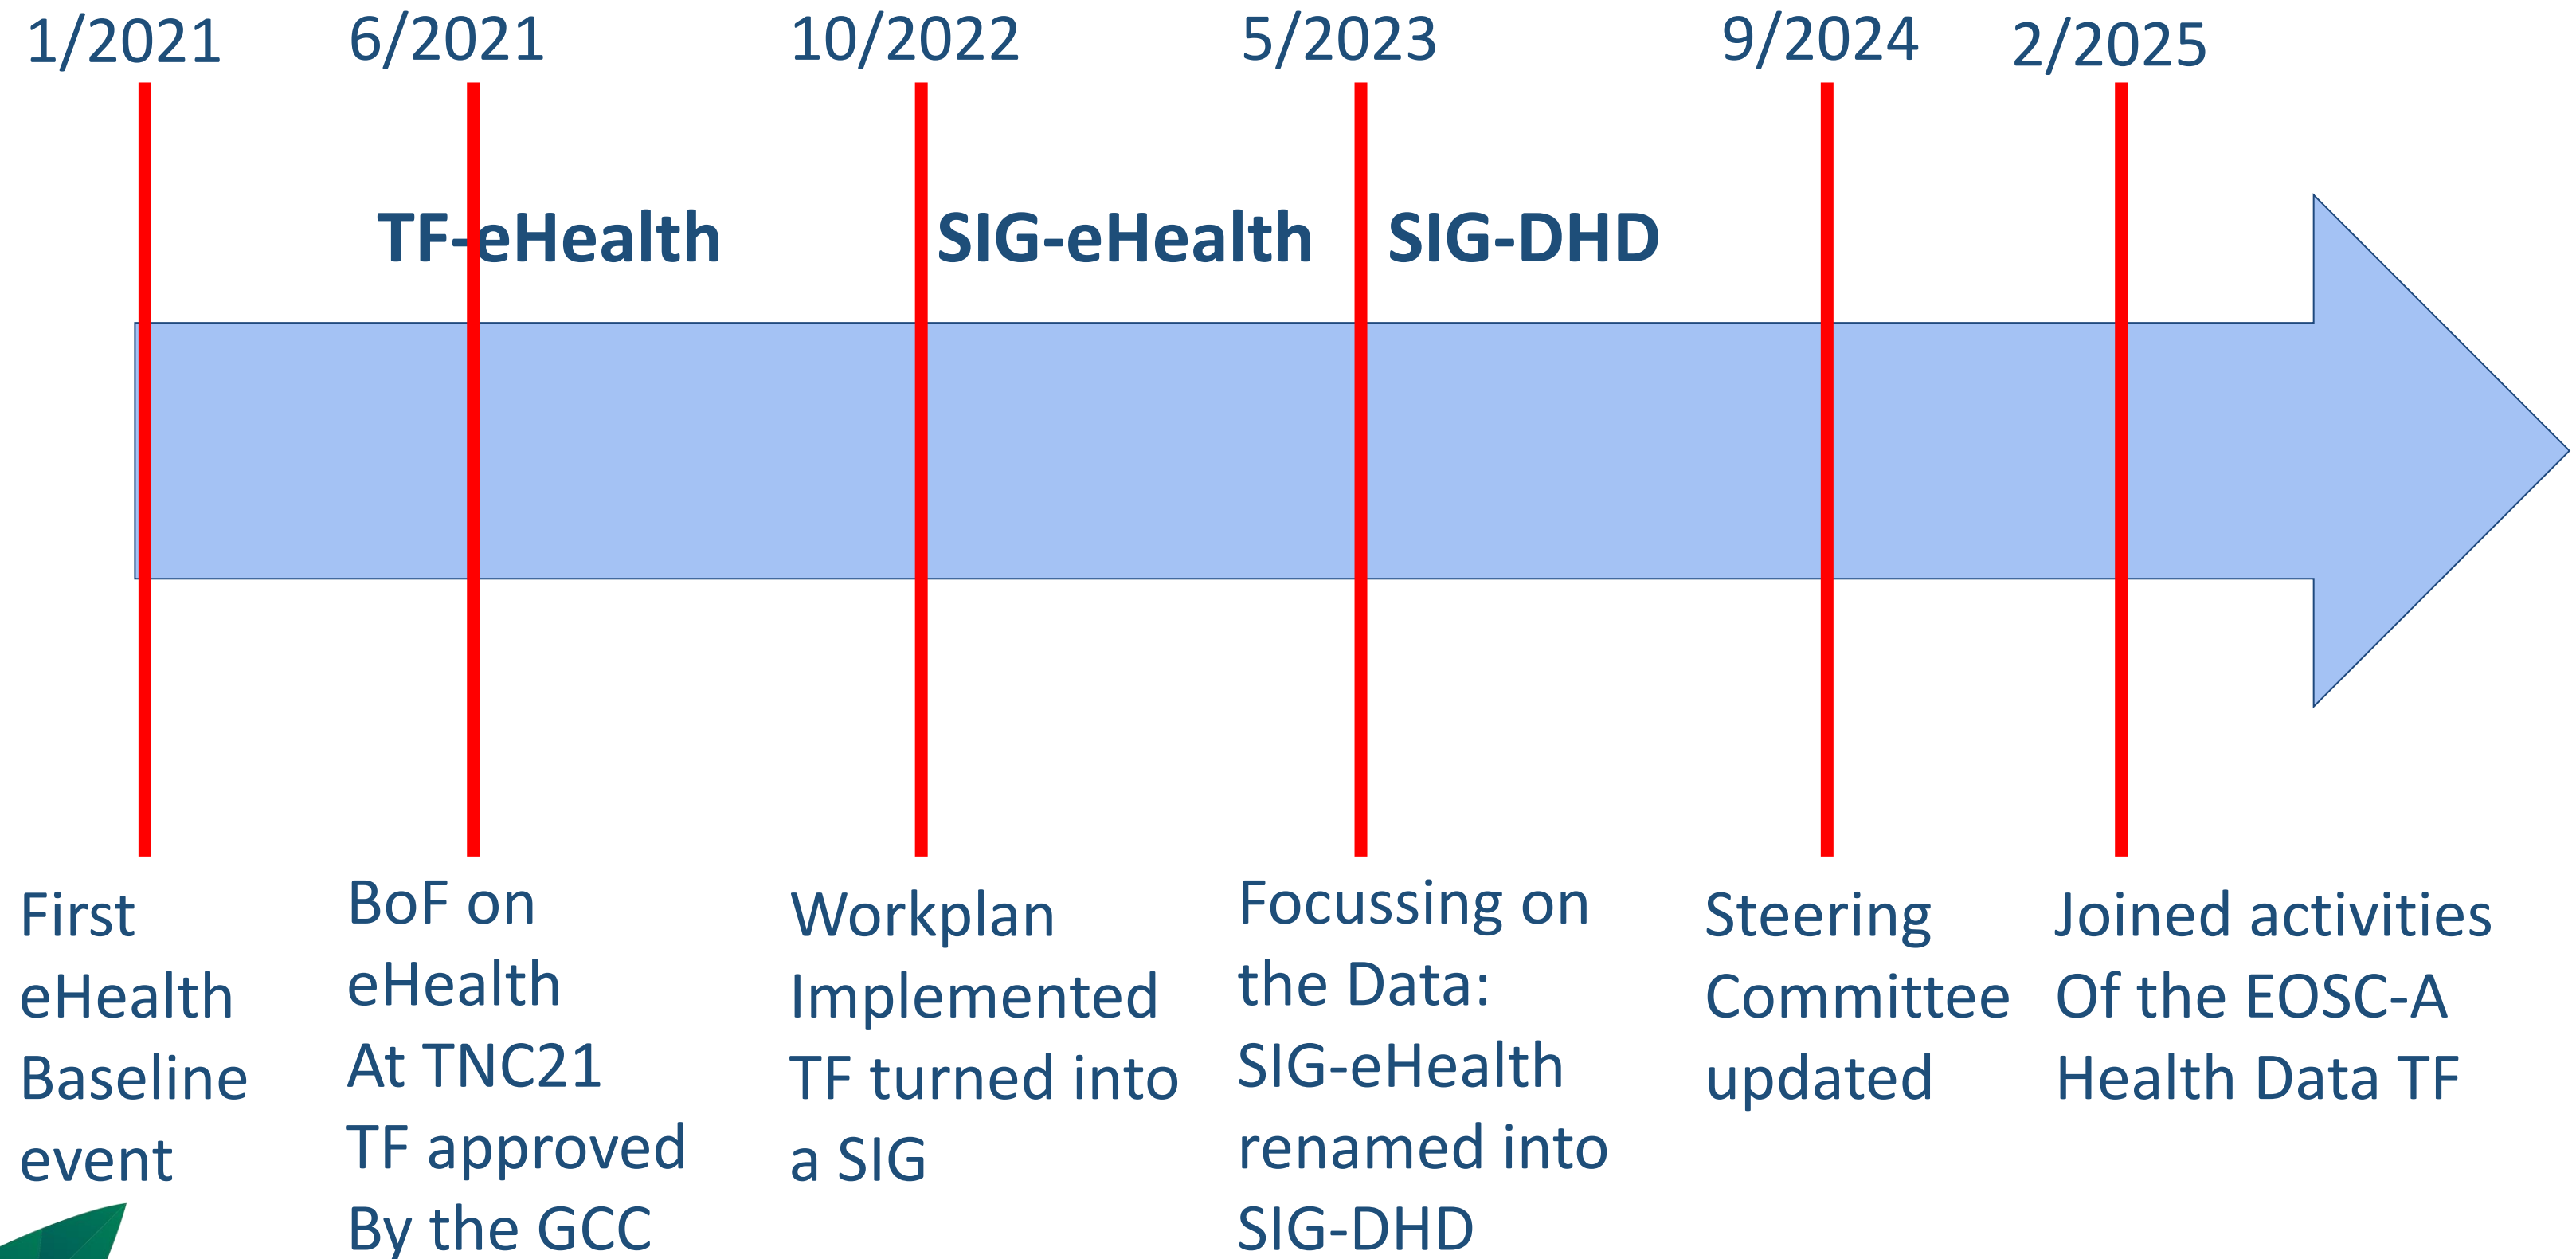 1/2021
6/2021
10/2022
5/2023
9/2024
2/2025
TF-eHealth
SIG-eHealth
SIG-DHD
First
eHealth
Baseline
event
BoF on
eHealth
At TNC21
TF approved
By the GCC
Workplan
Implemented
TF turned into
a SIG
Focussing on
the Data:
SIG-eHealth
renamed into
SIG-DHD
Steering
Committee
updated
Joined activities
Of the EOSC-A
Health Data TF